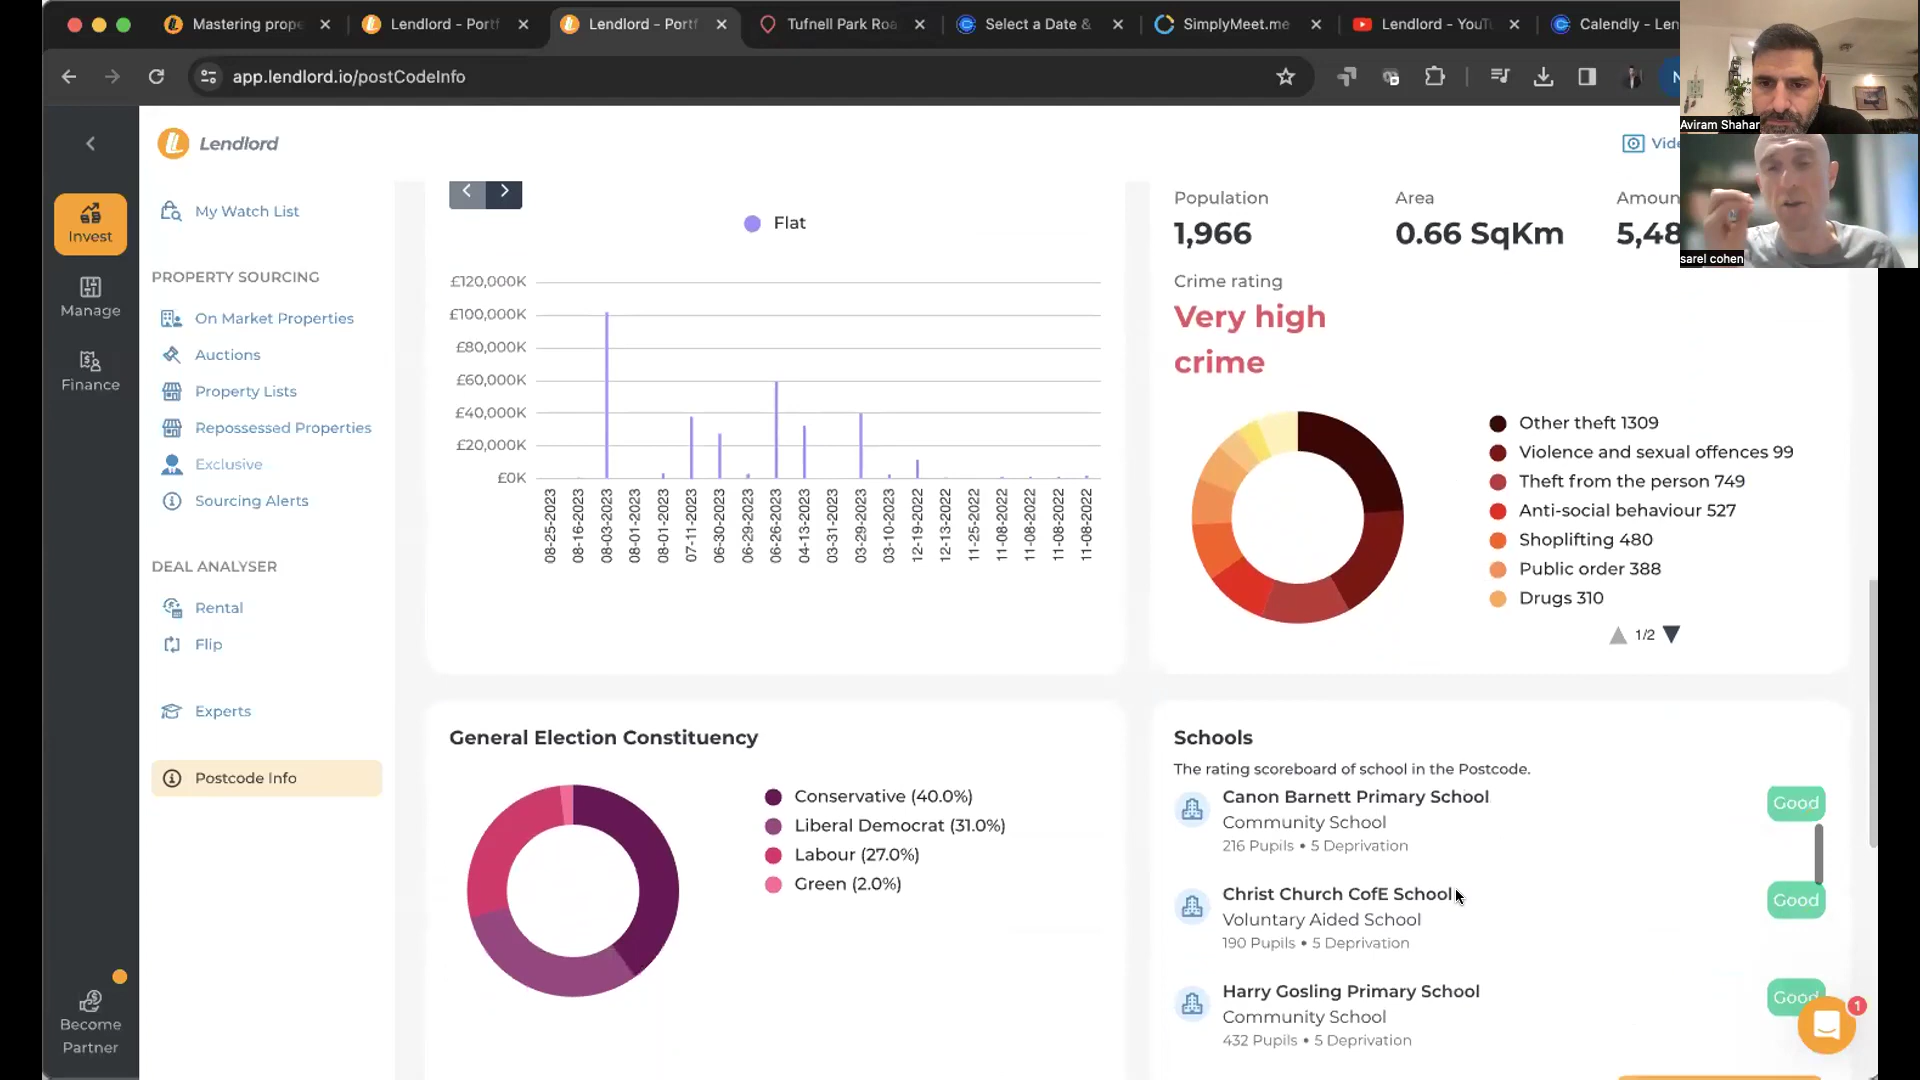 Mastering prope
Lendlord - Portf
Lendlord - Portf
Tufnell Park Roa
Select a Date &
SimplyMeet.me
Lendlord - YouTu
Calendly - Len
app.lendlord.io/postCodeInfo
N
Aviram Shahar
sarel cohen
Lendlord
Vide
Invest
Manage
Finance
Become
Partner
My Watch List
PROPERTY SOURCING
On Market Properties
Auctions
Property Lists
Repossessed Properties
Exclusive
Sourcing Alerts
DEAL ANALYSER
Rental
Flip
Experts
Postcode Info
Flat
£120,000K
£100,000K
£80,000K
£60,000K
£40,000K
£20,000K
£0K
08-25-2023
08-16-2023
08-03-2023
08-01-2023
08-01-2023
07-11-2023
06-30-2023
06-29-2023
06-26-2023
04-13-2023
03-31-2023
03-29-2023
03-10-2023
12-19-2022
12-13-2022
11-25-2022
11-08-2022
11-08-2022
11-08-2022
11-08-2022
Population
1,966
Area
0.66 SqKm
Amoun
5,48
Crime rating
Very high
crime
Other theft 1309
Violence and sexual offences 99
Theft from the person 749
Anti-social behaviour 527
Shoplifting 480
Public order 388
Drugs 310
1/2
General Election Constituency
Conservative (40.0%)
Liberal Democrat (31.0%)
Labour (27.0%)
Green (2.0%)
Schools
The rating scoreboard of school in the Postcode.
Canon Barnett Primary School
Community School
216 Pupils • 5 Deprivation
Good
Christ Church CofE School
Voluntary Aided School
190 Pupils • 5 Deprivation
Good
Harry Gosling Primary School
Community School
432 Pupils • 5 Deprivation
Good
1